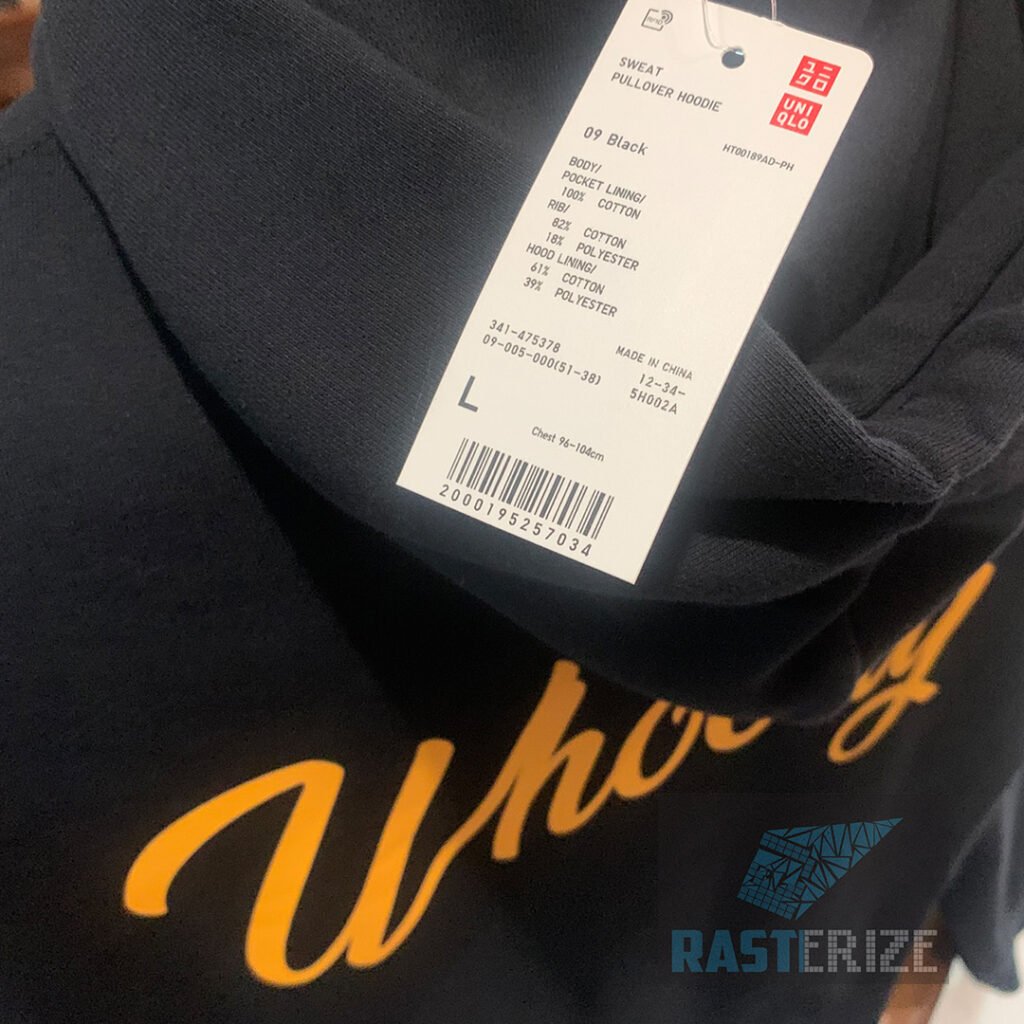 RFID
SWEAT
PULLOVER HOODIE
ユニ
クロ
UNI
QLO
09 Black
HT00189AD-PH
BODY/
POCKET LINING/
100% COTTON
RIB/
82% COTTON
18% POLYESTER
HOOD LINING/
61% COTTON
39% POLYESTER
341-475378
09-005-000(51-38)
MADE IN CHINA
12-34-
5H002A
L
Chest 96-104cm
2000195257034
RASTERIZE